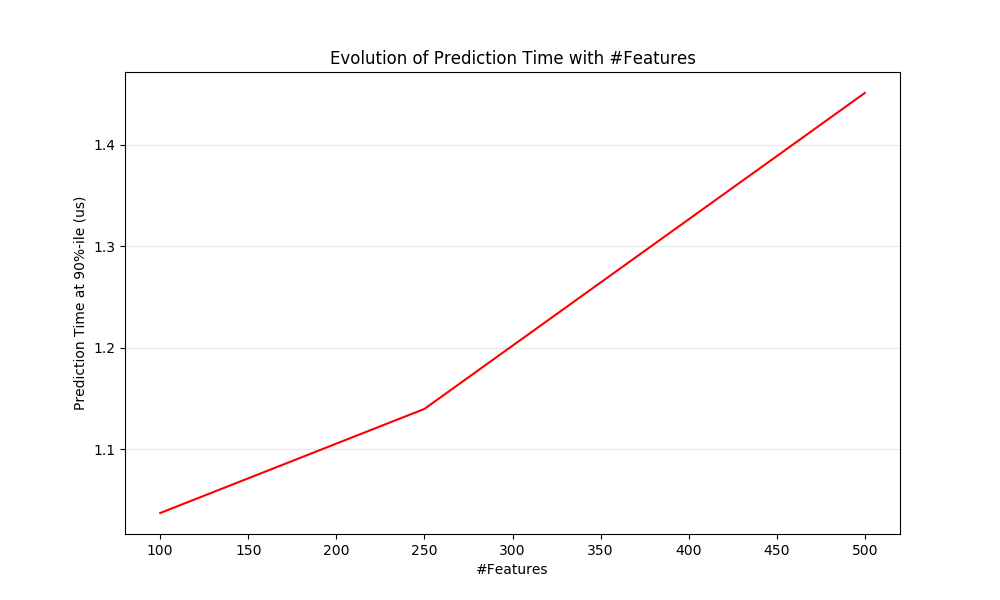 Evolution of Prediction Time with #Features
Prediction Time at 90%-ile (us)
1.4
1.3
1.2
1.1
100 150 200 250 300 350 400 450 500
#Features